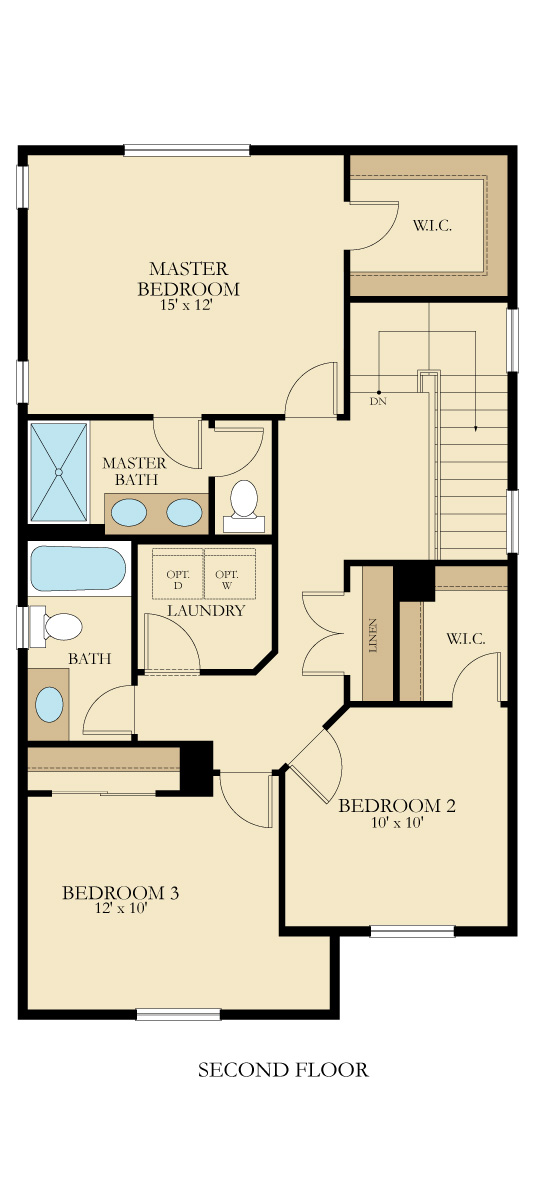 W.I.C.
MASTER
BEDROOM
15' x 12'
DN
MASTER
BATH
OPT.
D
OPT.
W
LAUNDRY
LINEN
W.I.C.
BATH
BEDROOM 2
10' x 10'
BEDROOM 3
12' x 10'
SECOND FLOOR